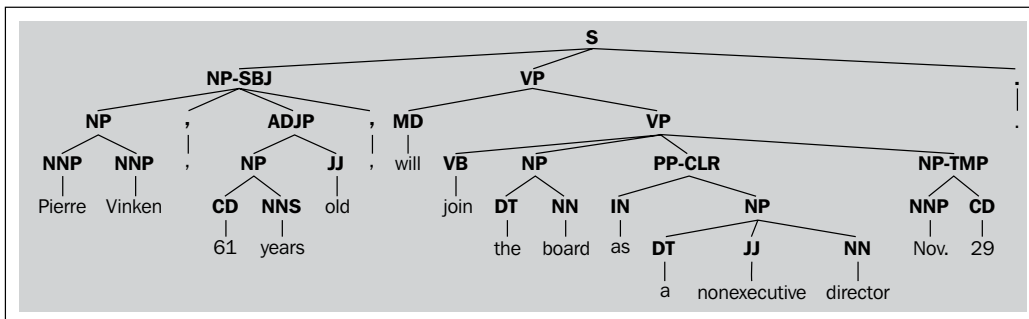 S
NP-SBJ VP .
NP , ADJP , MD VP .
NNP NNP , NP JJ , will VB NP PP-CLR NP-TMP
Pierre Vinken CD NNS old join DT NN IN NP NNP CD
61 years the board as DT JJ NN Nov. 29
a nonexecutive director